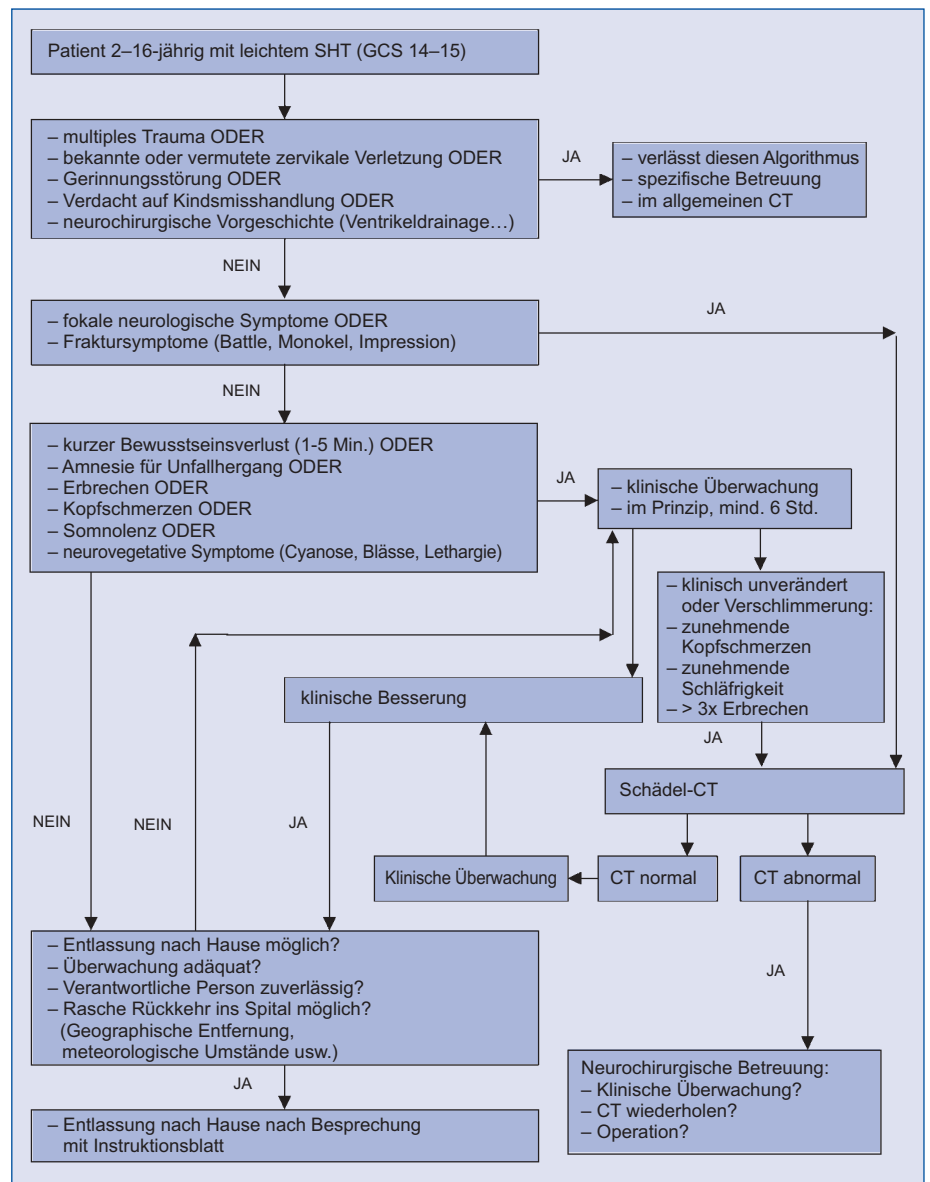 Patient 2–16-jährig mit leichtem SHT (GCS 14–15)
– multiples Trauma ODER
– bekannte oder vermutete zervikale Verletzung ODER
– Gerinnungsstörung ODER
– Verdacht auf Kindsmisshandlung ODER
– neurochirurgische Vorgeschichte (Ventrikeldrainage…)
JA
– verlässt diesen Algorithmus
– spezifische Betreuung
– im allgemeinen CT
NEIN
– fokale neurologische Symptome ODER
– Fraktursymptome (Battle, Monokel, Impression)
JA
NEIN
– kurzer Bewusstseinsverlust (1-5 Min.) ODER
– Amnesie für Unfallhergang ODER
– Erbrechen ODER
– Kopfschmerzen ODER
– Somnolenz ODER
– neurovegetative Symptome (Cyanose, Blässe, Lethargie)
JA
– klinische Überwachung
– im Prinzip, mind. 6 Std.
– klinisch unverändert
oder Verschlimmerung:
– zunehmende
Kopfschmerzen
– zunehmende
Schläfrigkeit
– > 3x Erbrechen
klinische Besserung
JA
Schädel-CT
NEIN
NEIN
JA
Klinische Überwachung
CT normal
CT abnormal
– Entlassung nach Hause möglich?
– Überwachung adäquat?
– Verantwortliche Person zuverlässig?
– Rasche Rückkehr ins Spital möglich?
(Geographische Entfernung,
meteorologische Umstände usw.)
JA
JA
– Entlassung nach Hause nach Besprechung
mit Instruktionsblatt
Neurochirurgische Betreuung:
– Klinische Überwachung?
– CT wiederholen?
– Operation?